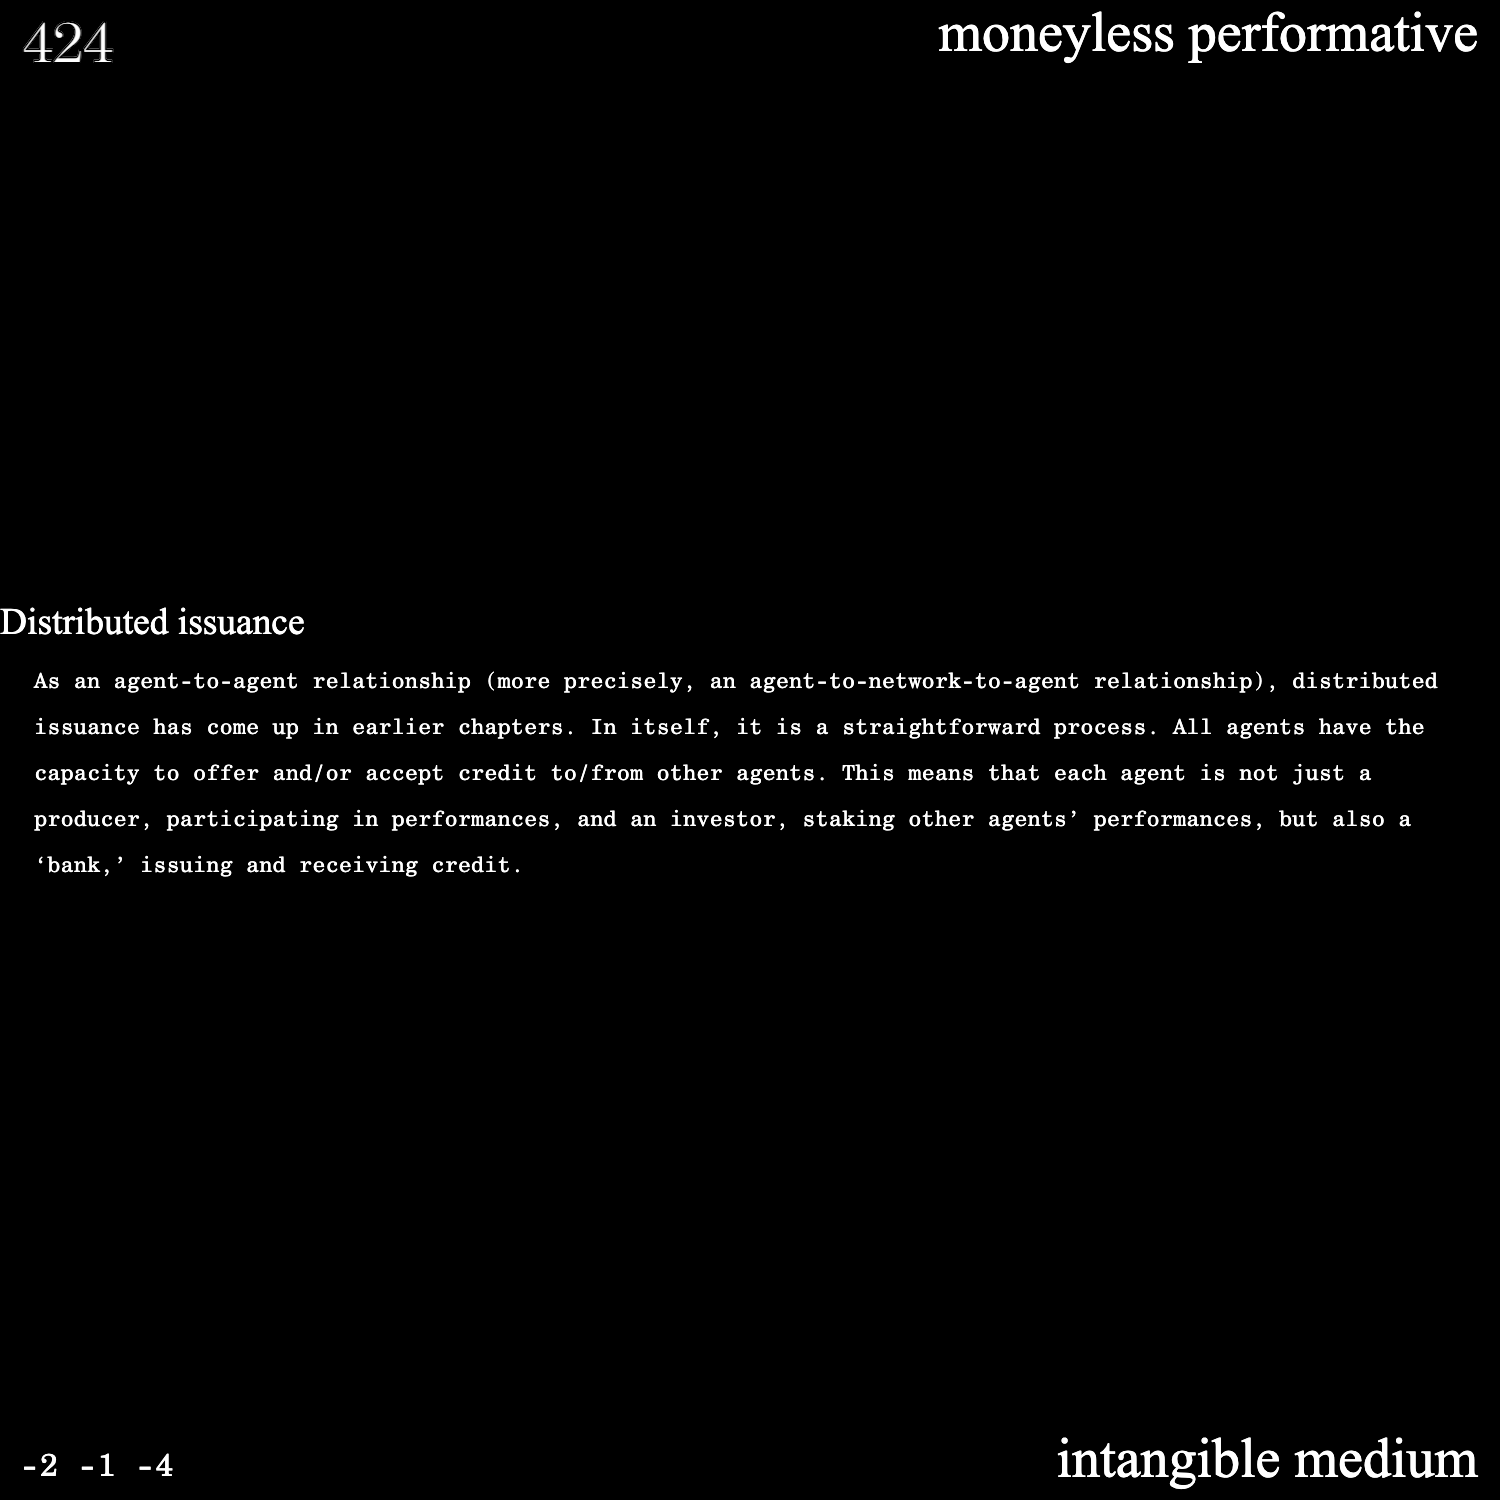 424
moneyless performative
Distributed issuance
As an agent-to-agent relationship (more precisely, an agent-to-network-to-agent relationship), distributed
issuance has come up in earlier chapters. In itself, it is a straightforward process. All agents have the
capacity to offer and/or accept credit to/from other agents. This means that each agent is not just a
producer, participating in performances, and an investor, staking other agents’ performances, but also a
‘bank,’ issuing and receiving credit.
-2 -1 -4
intangible medium